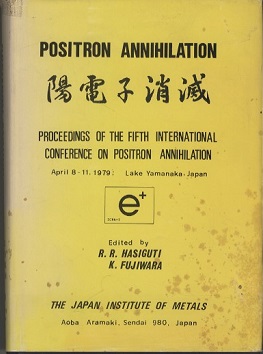 POSITRON ANNIHILATION
陽電子消滅
PROCEEDINGS OF THE FIFTH INTERNATIONAL
CONFERENCE ON POSITRON ANNIHILATION
April 8-11, 1979: Lake Yamanaka, Japan
e+
Edited by
R. R. HASIGUTI
K. FUJIWARA
THE JAPAN INSTITUTE OF METALS
Aoba Aramaki, Sendai 980, Japan